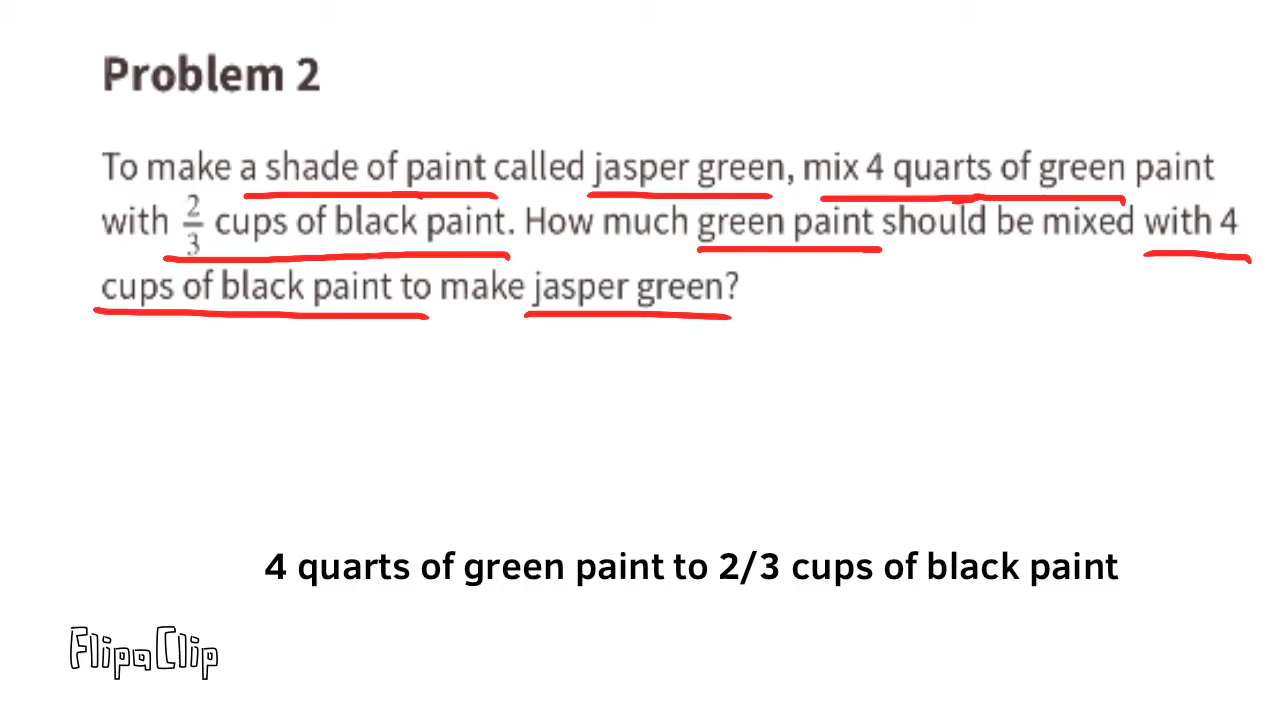 Problem 2
To make a shade of paint called jasper green, mix 4 quarts of green paint
with 2/3 cups of black paint. How much green paint should be mixed with 4
cups of black paint to make jasper green?
4 quarts of green paint to 2/3 cups of black paint
FlipaClip